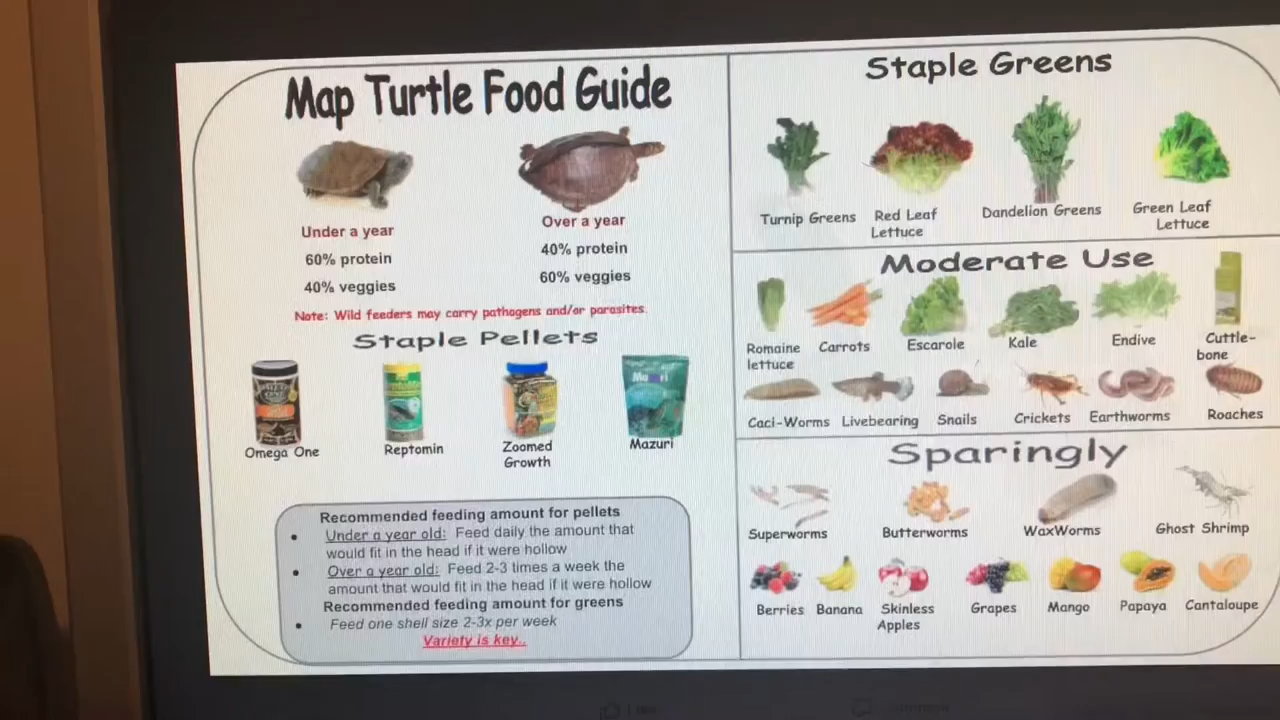 Map Turtle Food Guide
Under a year
60% protein
40% veggies
Over a year
40% protein
60% veggies
Note: Wild feeders may carry pathogens and/or parasites.
Staple Pellets
Omega One
Reptomin
Zoomed
Growth
Mazuri
Recommended feeding amount for pellets
Under a year old: Feed daily the amount that
would fit in the head if it were hollow
Over a year old: Feed 2-3 times a week the
amount that would fit in the head if it were hollow
Recommended feeding amount for greens
Feed one shell size 2-3x per week
Variety is key..
Staple Greens
Turnip Greens
Red Leaf
Lettuce
Dandelion Greens
Green Leaf
Lettuce
Moderate Use
Romaine
lettuce
Carrots
Escarole
Kale
Endive
Cuttle-
bone
Caci-Worms
Livebearing
Snails
Crickets
Earthworms
Roaches
Sparingly
Superworms
Butterworms
WaxWorms
Ghost Shrimp
Berries
Banana
Skinless
Apples
Grapes
Mango
Papaya
Cantaloupe